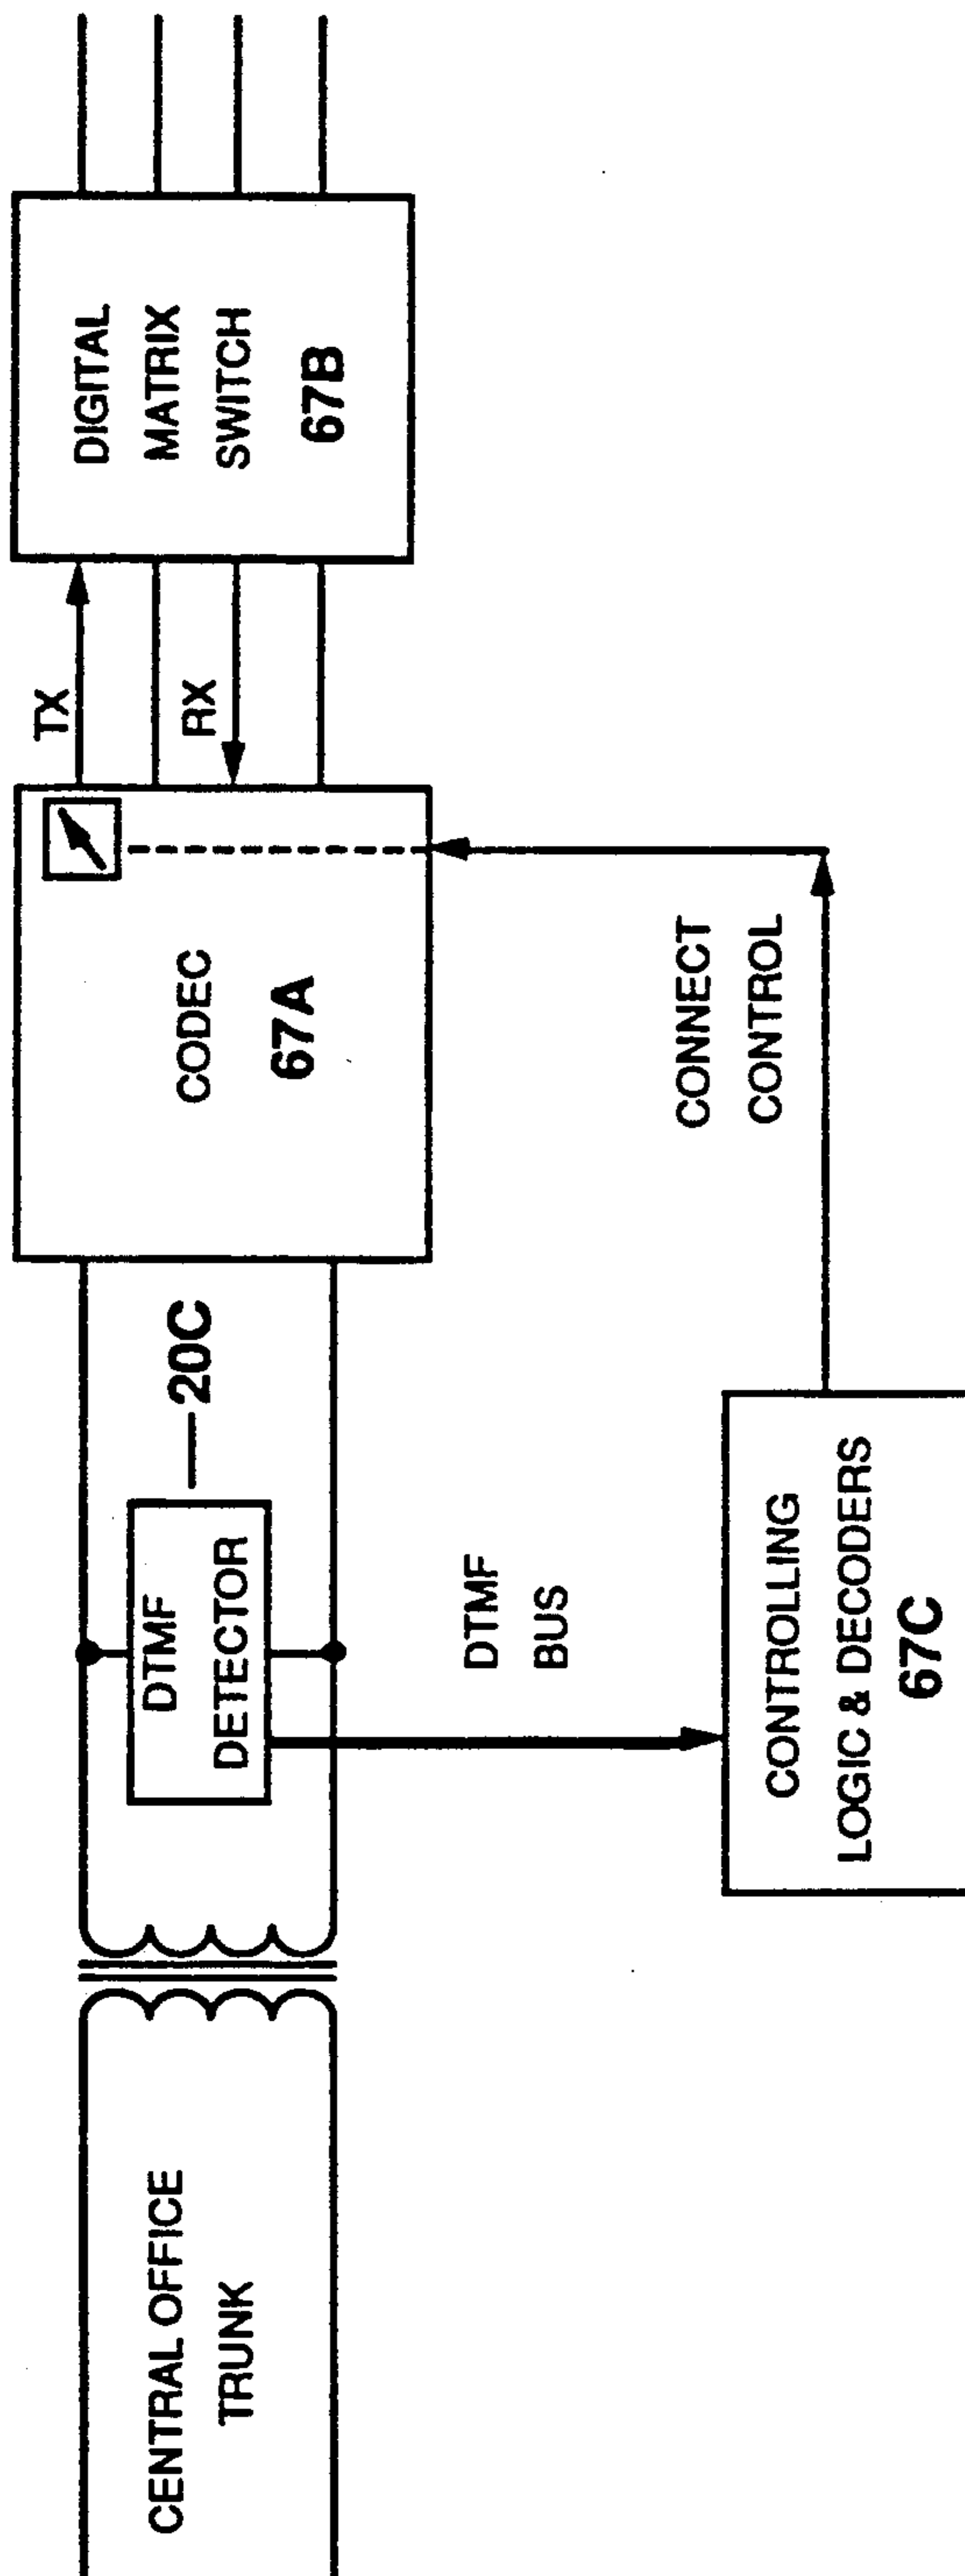 CENTRAL OFFICE
TRUNK
DTMF
DETECTOR
20C
DTMF
BUS
CONTROLLING
LOGIC & DECODERS
67C
CONNECT
CONTROL
CODEC
67A
TX
RX
DIGITAL
MATRIX
SWITCH
67B